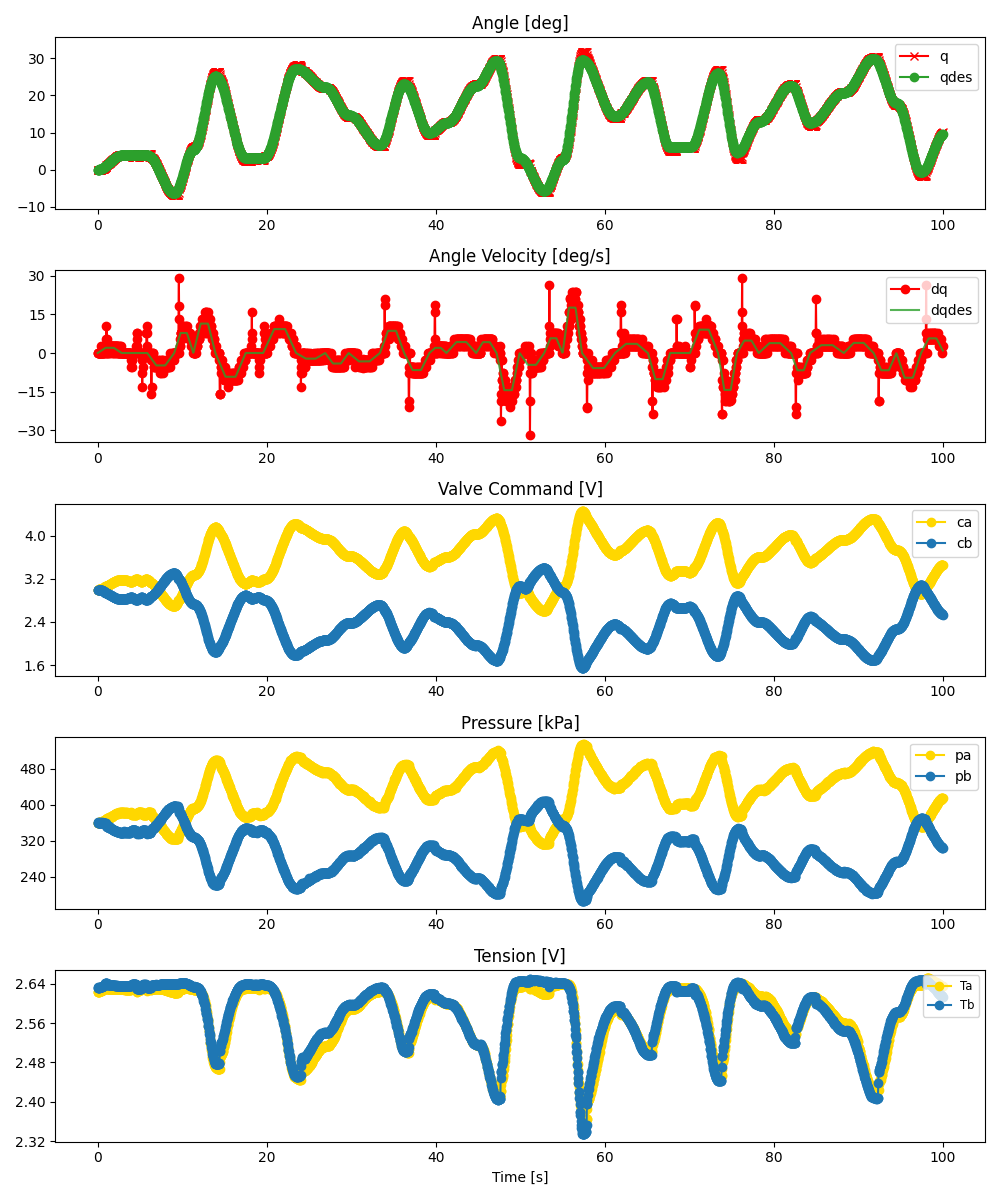 Angle [deg]
30
20
10
0
−10
q
qdes
0 20 40 60 80 100
Angle Velocity [deg/s]
30
15
0
−15
−30
dq
dqdes
0 20 40 60 80 100
Valve Command [V]
4.0
3.2
2.4
1.6
ca
cb
0 20 40 60 80 100
Pressure [kPa]
480
400
320
240
pa
pb
0 20 40 60 80 100
Tension [V]
2.64
2.56
2.48
2.40
2.32
Ta
Tb
0 20 40 60 80 100
Time [s]